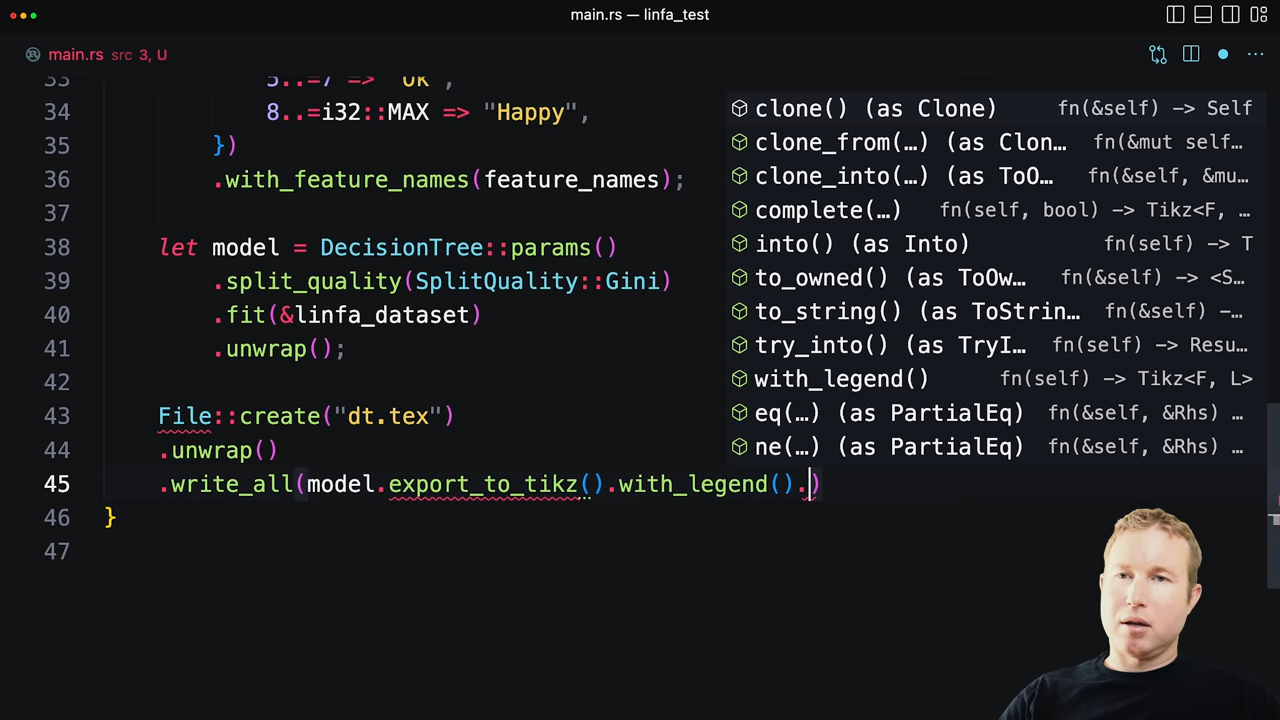 main.rs — linfa_test
main.rs src 3, U
33 5..=7 => "OK",
34 8..=i32::MAX => "Happy",
35 })
36 .with_feature_names(feature_names);
37
38 let model = DecisionTree::params()
39 .split_quality(SplitQuality::Gini)
40 .fit(&linfa_dataset)
41 .unwrap();
42
43 File::create("dt.tex")
44 .unwrap()
45 .write_all(model.export_to_tikz().with_legend().)
46 }
47
clone() (as Clone) fn(&self) -> Self
clone_from(…) (as Clon… fn(&mut self…
clone_into(…) (as ToO… fn(&self, &mu…
complete(…) fn(self, bool) -> Tikz<F, …
into() (as Into) fn(self) -> T
to_owned() (as ToOw… fn(&self) -> <S…
to_string() (as ToStrin… fn(&self) -…
try_into() (as TryI… fn(self) -> Resu…
with_legend() fn(self) -> Tikz<F, L>
eq(…) (as PartialEq) fn(&self, &Rhs) …
ne(…) (as PartialEq) fn(&self, &Rhs) …